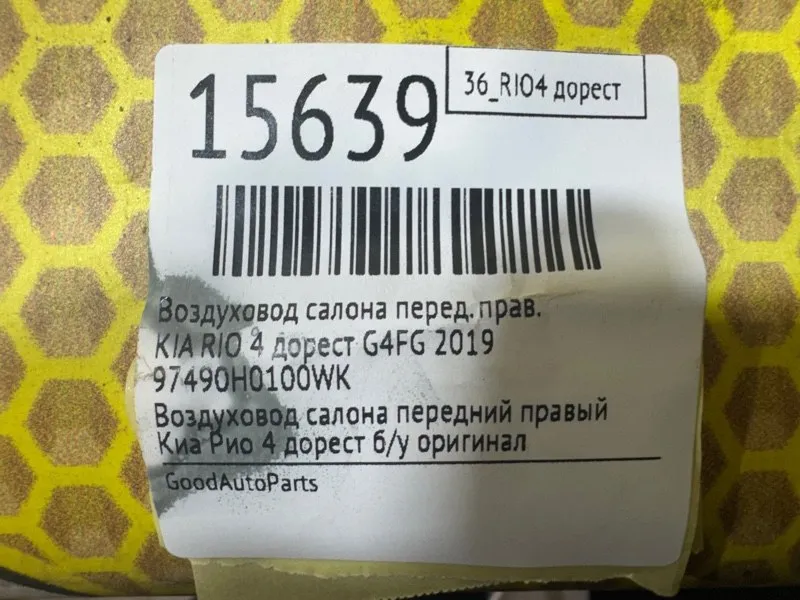 15639
36_RIO4 дорест
Воздуховод салона перед. прав.
KIA RIO 4 дорест G4FG 2019
97490H0100WK
Воздуховод салона передний правый
Киа Рио 4 дорест б/у оригинал
GoodAutoParts